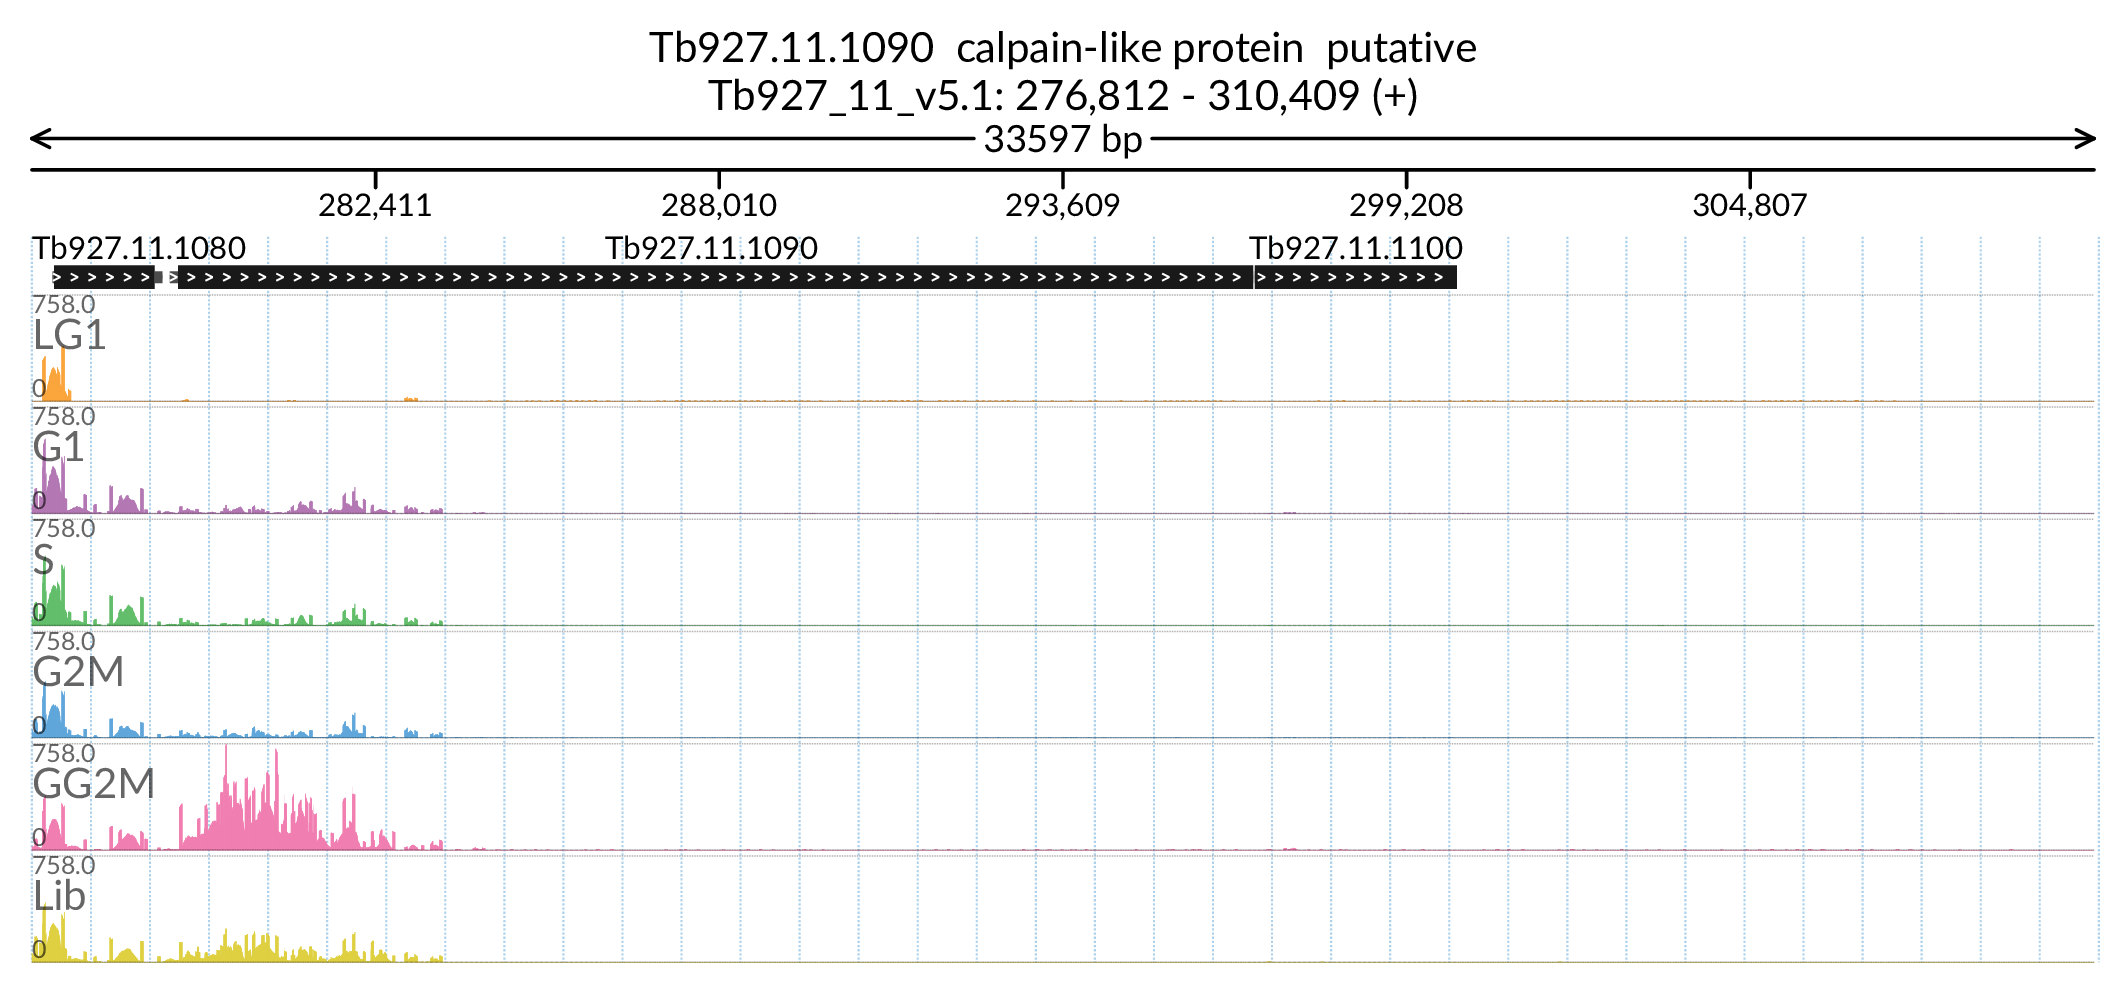 Tb927.11.1090  calpain-like protein  putative
Tb927_11_v5.1: 276,812 - 310,409 (+)
33597 bp
282,411 288,010 293,609 299,208 304,807
Tb927.11.1080 Tb927.11.1090 Tb927.11.1100
758.0
LG1
0
758.0
G1
0
758.0
S
0
758.0
G2M
0
758.0
GG2M
0
758.0
Lib
0